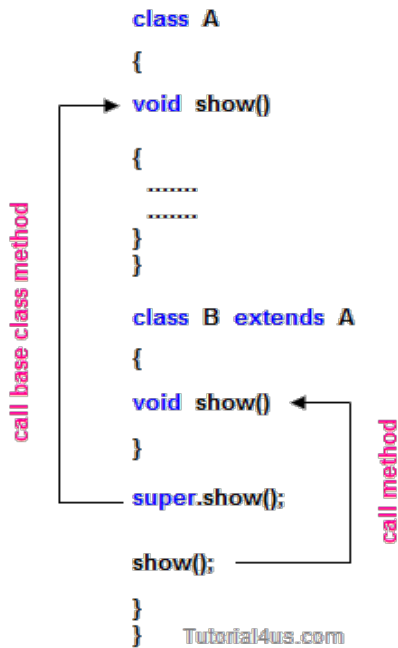 class A
{
void show()
{
.......
.......
}
}
class B extends A
{
void show()
}
super.show();
show();
}
}
call base class method
call method
Tutorial4us.com